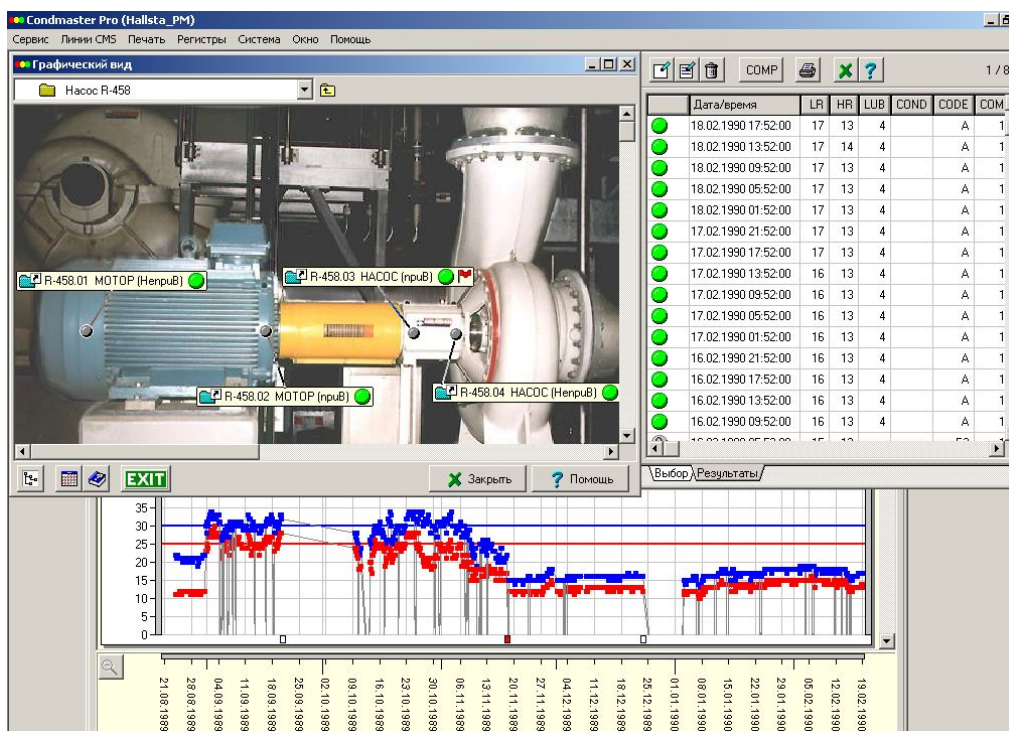 Condmaster Pro (Hallsta_PM)
Сервис Линии CMS Печать Регистры Система Окно Помощь
Графический вид
Насос R-458
R-458.01 МОТОР (НеприВ)
R-458.03 НАСОС (приВ)
R-458.02 МОТОР (приВ)
R-458.04 НАСОС (НеприВ)
EXIT
Закрыть
Помощь
COMP
1 / 8
Дата/время LR HR LUB COND CODE COM
18.02.1990 17:52:00 17 13 4 A 1
18.02.1990 13:52:00 17 14 4 A 1
18.02.1990 09:52:00 17 13 4 A 1
18.02.1990 05:52:00 17 13 4 A 1
18.02.1990 01:52:00 17 13 4 A 1
17.02.1990 21:52:00 17 13 4 A 1
17.02.1990 17:52:00 17 13 4 A 1
17.02.1990 13:52:00 16 13 4 A 1
17.02.1990 09:52:00 16 13 4 A 1
17.02.1990 05:52:00 16 13 4 A 1
17.02.1990 01:52:00 16 13 4 A 1
16.02.1990 21:52:00 16 13 4 A 1
16.02.1990 17:52:00 16 13 4 A 1
16.02.1990 13:52:00 16 13 4 A 1
16.02.1990 09:52:00 16 13 4 A 1
Выбор Результаты
35
30
25
20
15
10
5
0
21.08.1989
28.08.1989
04.09.1989
11.09.1989
18.09.1989
25.09.1989
02.10.1989
09.10.1989
16.10.1989
23.10.1989
30.10.1989
06.11.1989
13.11.1989
20.11.1989
27.11.1989
04.12.1989
11.12.1989
18.12.1989
25.12.1989
01.01.1990
08.01.1990
15.01.1990
22.01.1990
29.01.1990
05.02.1990
12.02.1990
19.02.1990